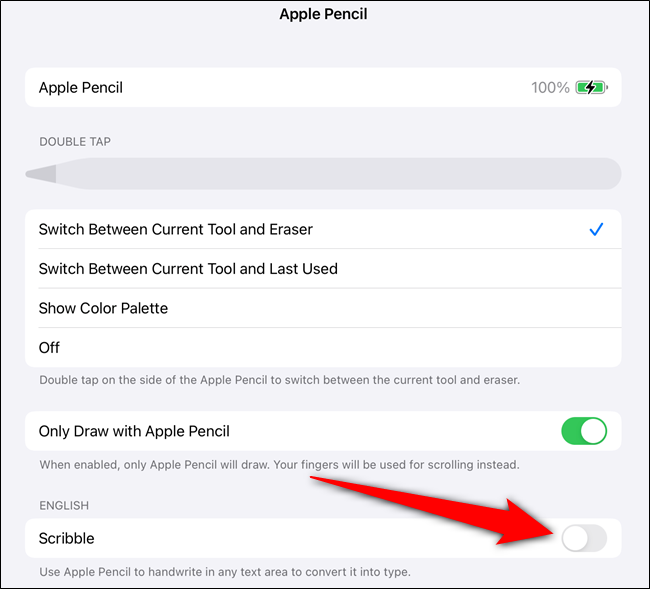 Apple Pencil
Apple Pencil 100%
DOUBLE TAP
Switch Between Current Tool and Eraser
Switch Between Current Tool and Last Used
Show Color Palette
Off
Double tap on the side of the Apple Pencil to switch between the current tool and eraser.
Only Draw with Apple Pencil
When enabled, only Apple Pencil will draw. Your fingers will be used for scrolling instead.
ENGLISH
Scribble
Use Apple Pencil to handwrite in any text area to convert it into type.